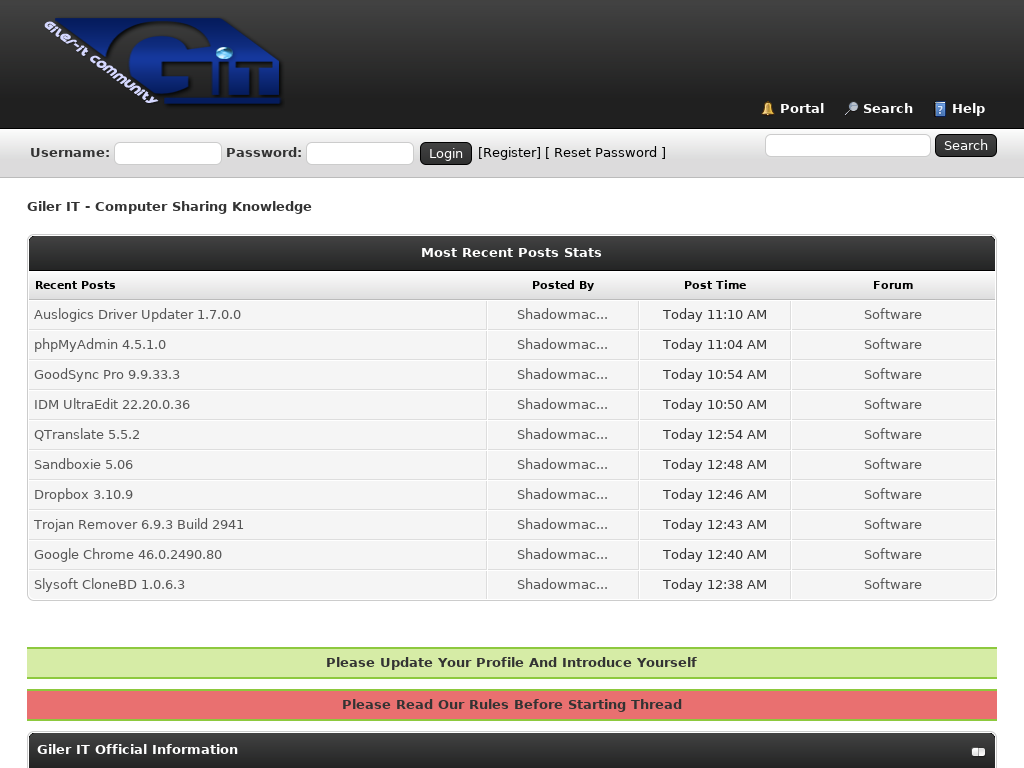 Giler-it community
GiT
Portal Search Help
Username: Password: Login [Register] [ Reset Password ] Search
Giler IT - Computer Sharing Knowledge
Most Recent Posts Stats
Recent Posts Posted By Post Time Forum
Auslogics Driver Updater 1.7.0.0 Shadowmac... Today 11:10 AM Software
phpMyAdmin 4.5.1.0 Shadowmac... Today 11:04 AM Software
GoodSync Pro 9.9.33.3 Shadowmac... Today 10:54 AM Software
IDM UltraEdit 22.20.0.36 Shadowmac... Today 10:50 AM Software
QTranslate 5.5.2 Shadowmac... Today 12:54 AM Software
Sandboxie 5.06 Shadowmac... Today 12:48 AM Software
Dropbox 3.10.9 Shadowmac... Today 12:46 AM Software
Trojan Remover 6.9.3 Build 2941 Shadowmac... Today 12:43 AM Software
Google Chrome 46.0.2490.80 Shadowmac... Today 12:40 AM Software
Slysoft CloneBD 1.0.6.3 Shadowmac... Today 12:38 AM Software
Please Update Your Profile And Introduce Yourself
Please Read Our Rules Before Starting Thread
Giler IT Official Information